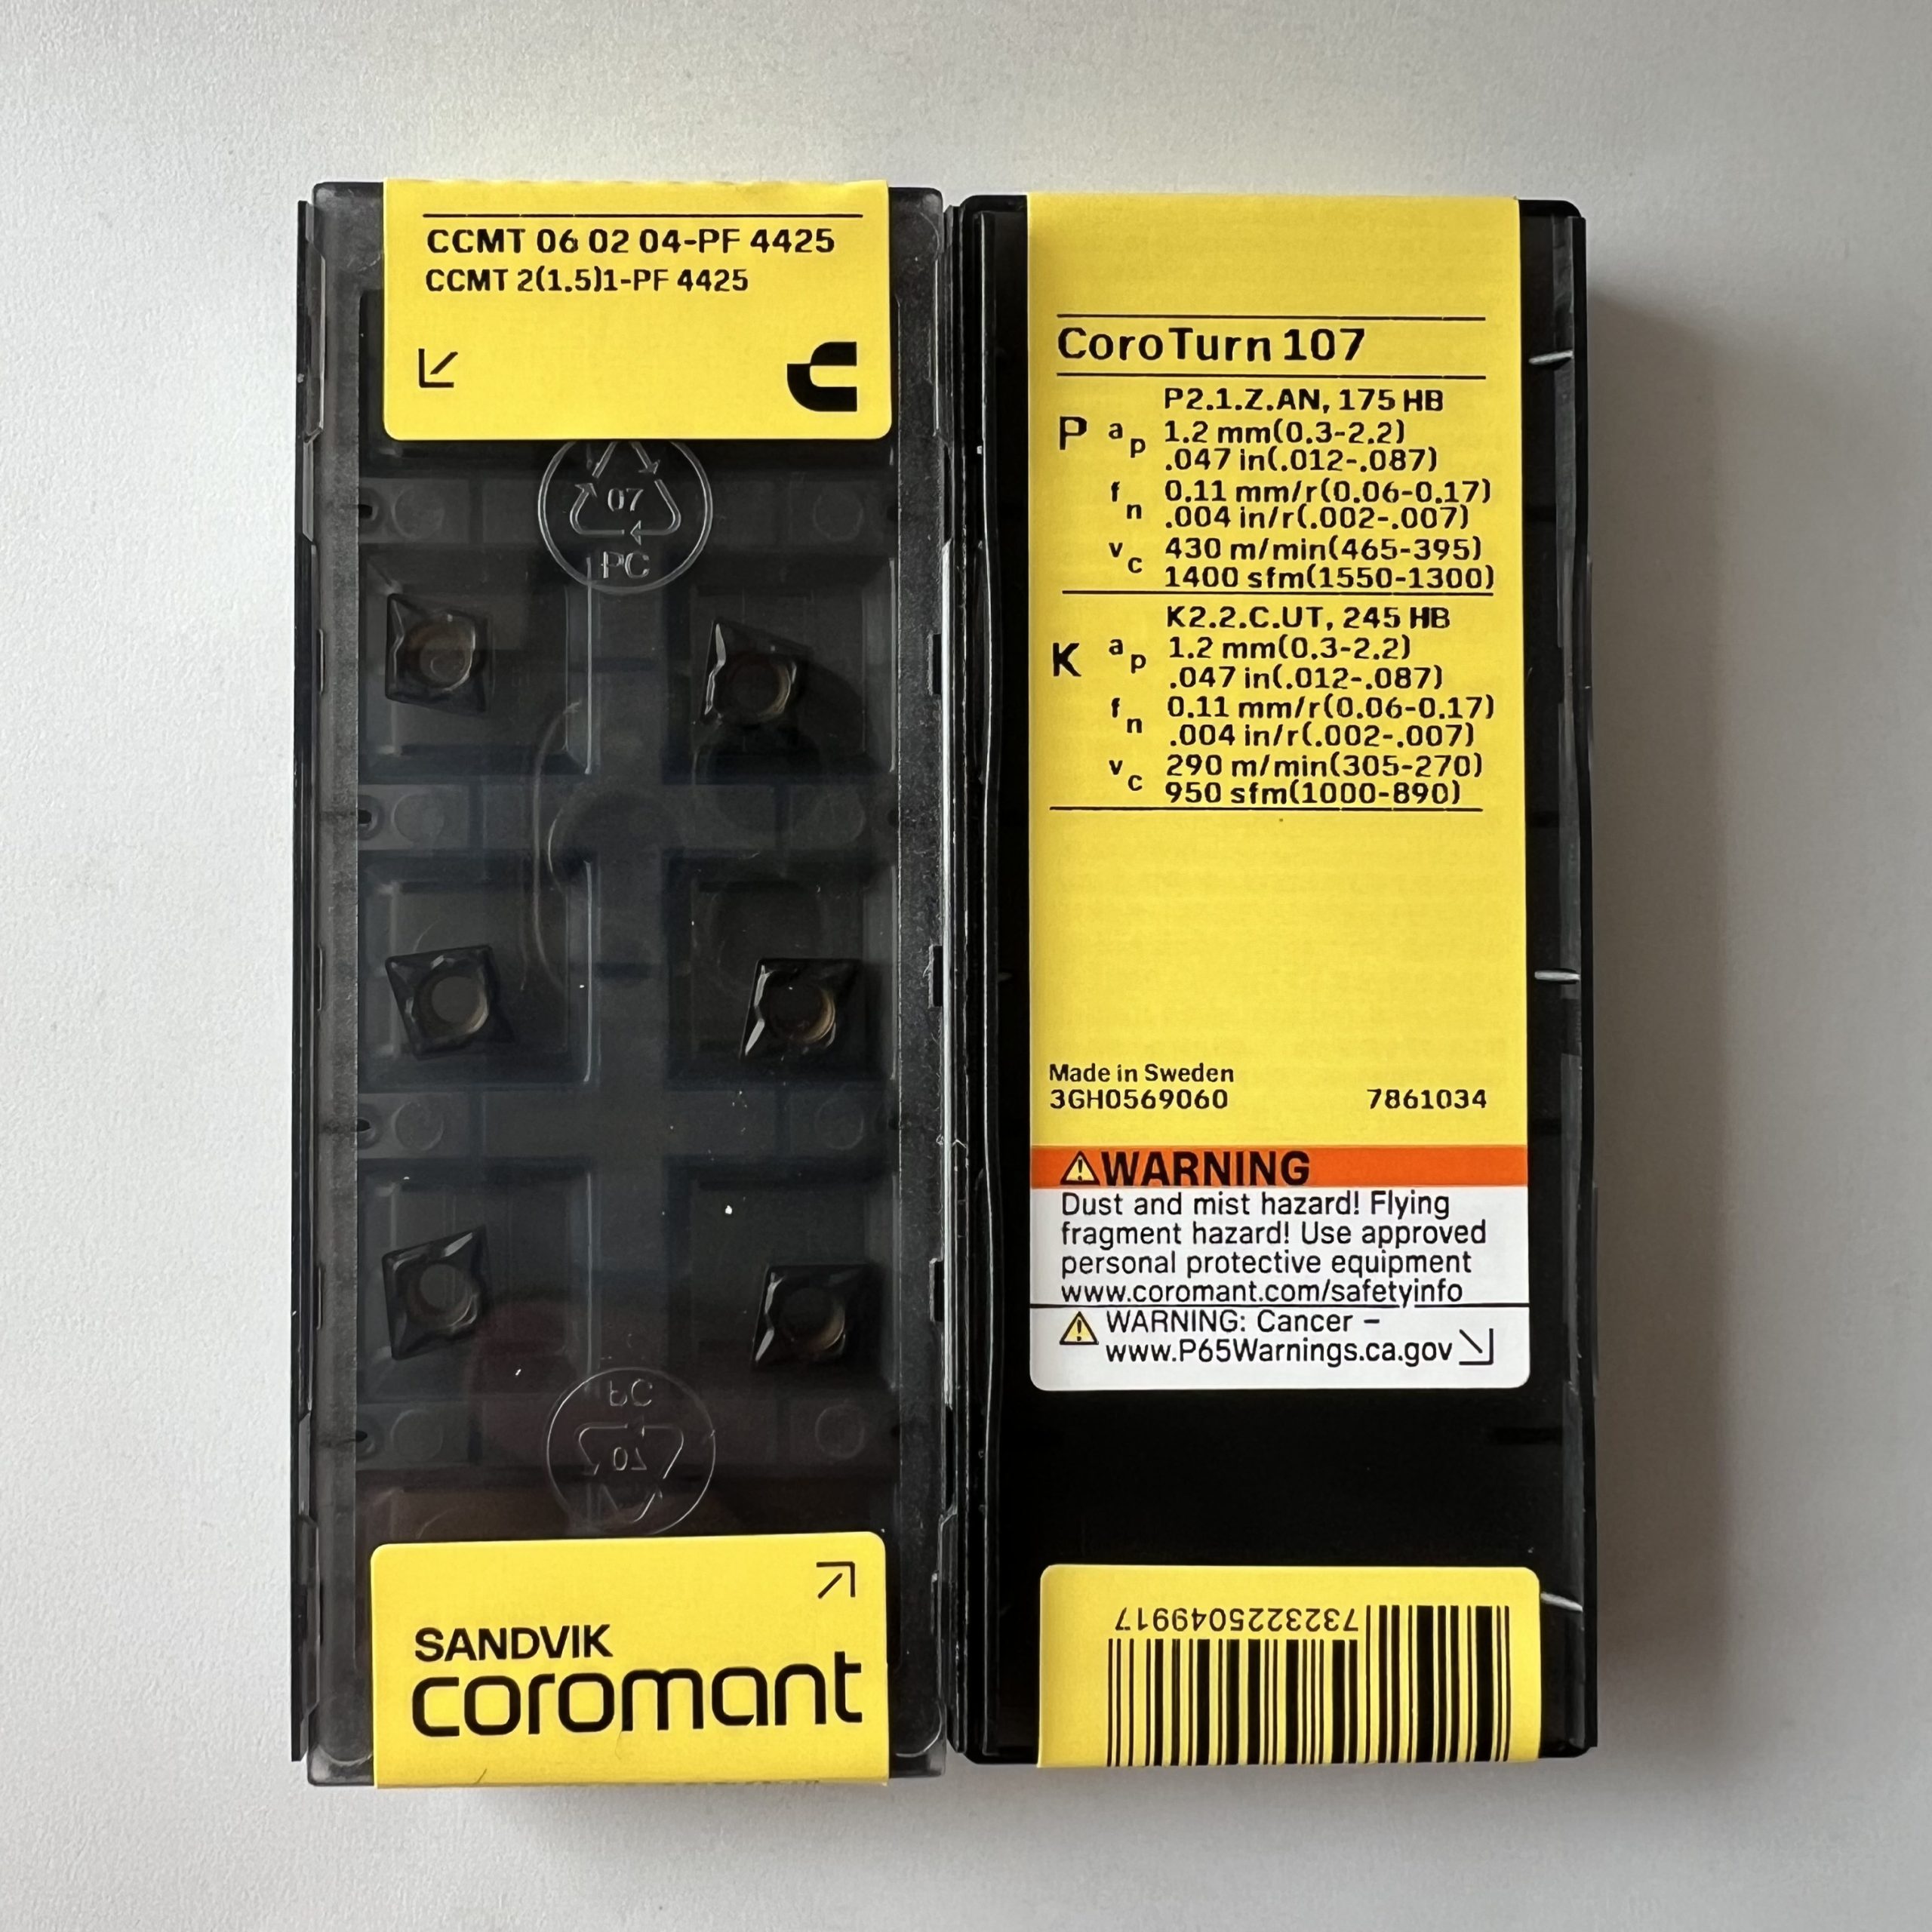 CCMT 06 02 04-PF 4425
CCMT 2(1.5)1-PF 4425
07
PC
PC
07
SANDVIK
coromant
CoroTurn 107
P2.1.Z.AN, 175 HB
P ap 1.2 mm(0.3-2.2)
.047 in(.012-.087)
fn 0.11 mm/r(0.06-0.17)
.004 in/r(.002-.007)
vc 430 m/min(465-395)
1400 sfm(1550-1300)
K2.2.C.UT, 245 HB
K ap 1.2 mm(0.3-2.2)
.047 in(.012-.087)
fn 0.11 mm/r(0.06-0.17)
.004 in/r(.002-.007)
vc 290 m/min(305-270)
950 sfm(1000-890)
Made in Sweden
3GH0569060 7861034
WARNING
Dust and mist hazard! Flying
fragment hazard! Use approved
personal protective equipment
www.coromant.com/safetyinfo
WARNING: Cancer –
www.P65Warnings.ca.gov
7323225049917